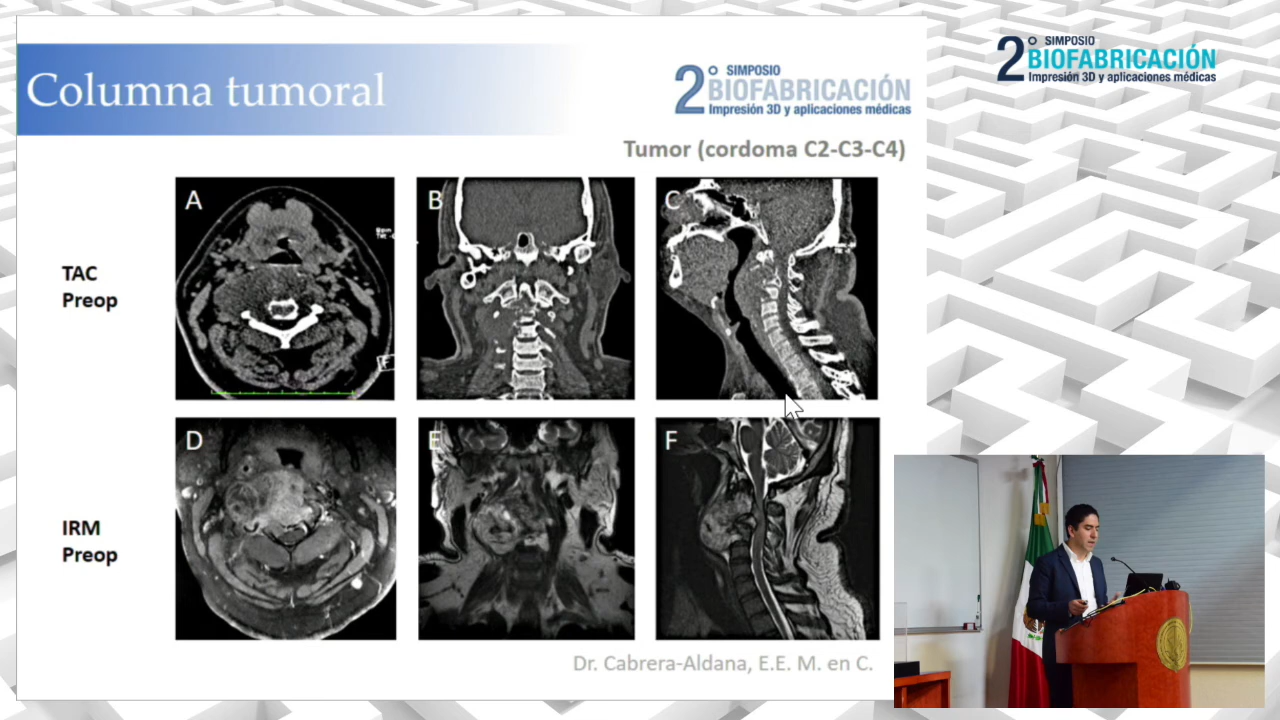 Columna tumoral
2° SIMPOSIO
BIOFABRICACIÓN
Impresión 3D y aplicaciones médicas
Tumor (cordoma C2-C3-C4)
TAC
Preop
A
B
C
IRM
Preop
D
E
F
Dr. Cabrera-Aldana, E.E. M. en C.
2° SIMPOSIO
BIOFABRICACIÓN
Impresión 3D y aplicaciones médicas